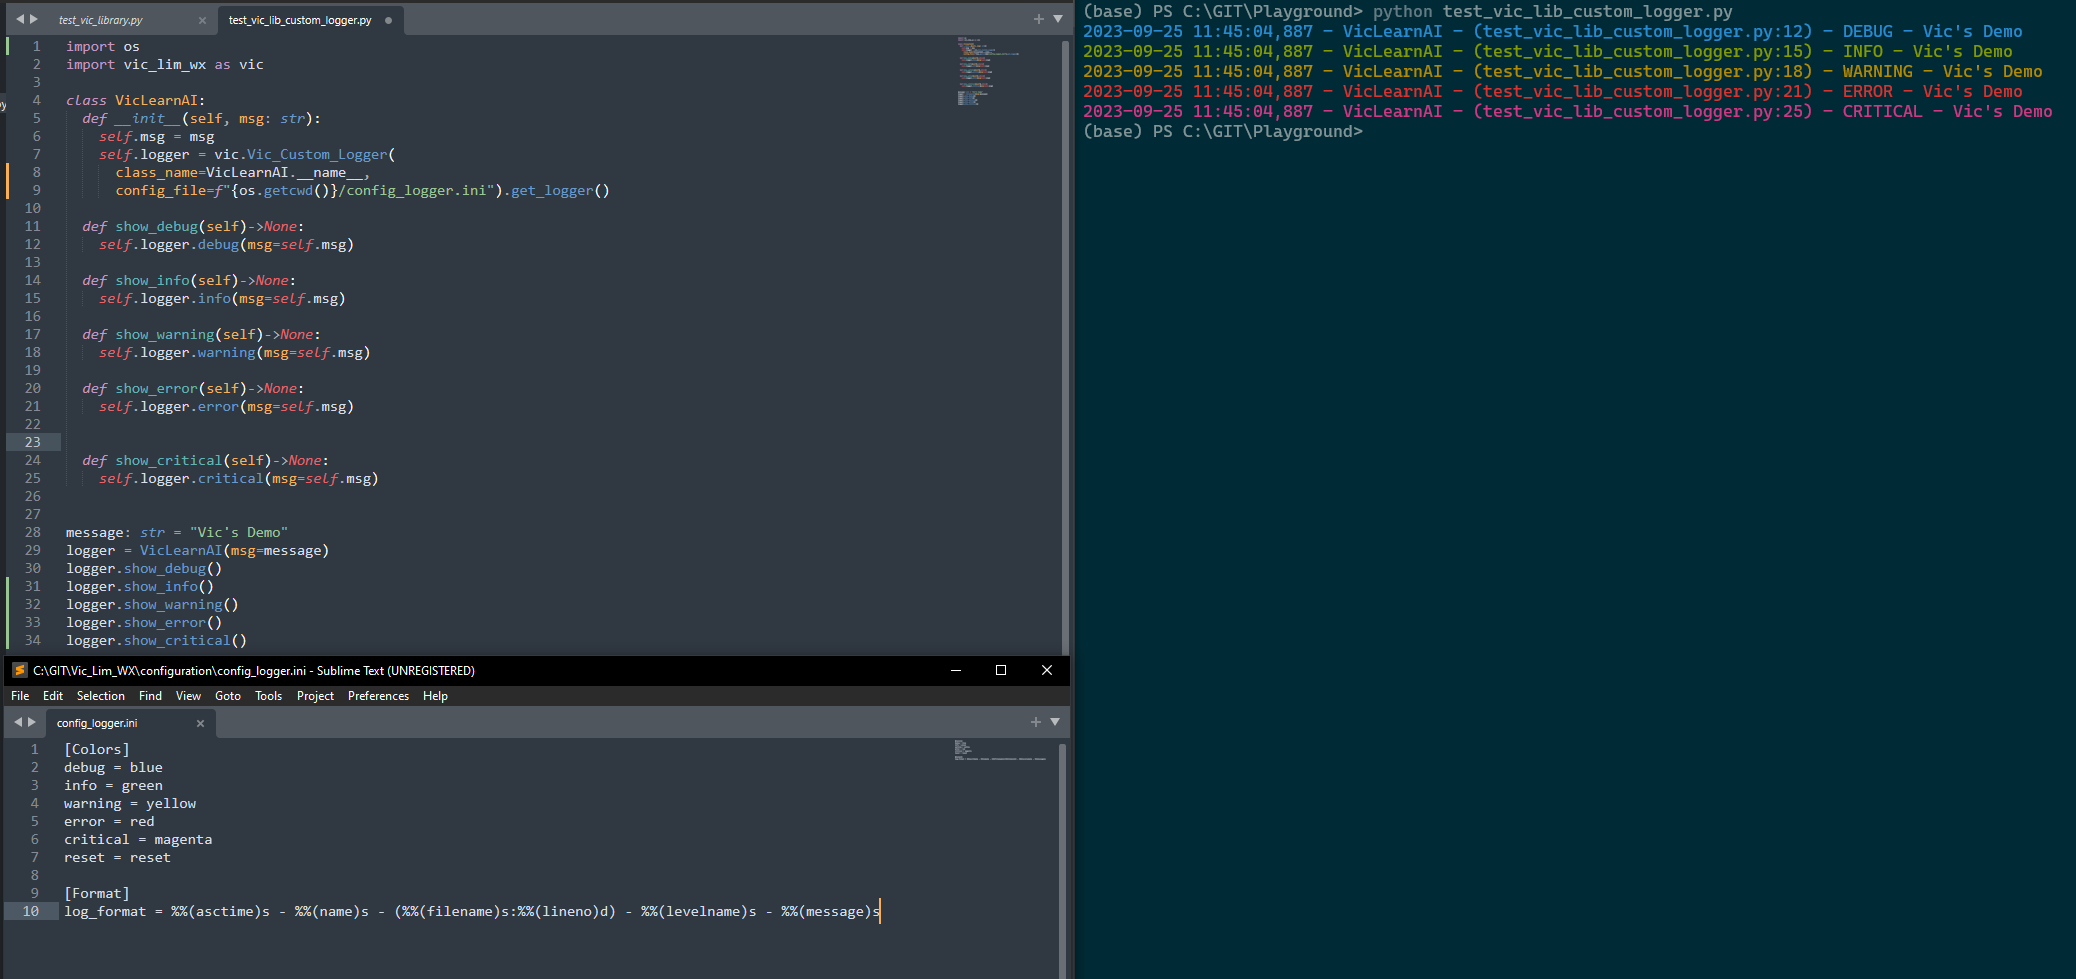 test_vic_library.py
test_vic_lib_custom_logger.py
1 import os
2 import vic_lim_wx as vic
3
4 class VicLearnAI:
5 def __init__(self, msg: str):
6 self.msg = msg
7 self.logger = vic.Vic_Custom_Logger(
8 class_name=VicLearnAI.__name__,
9 config_file=f"{os.getcwd()}/config_logger.ini").get_logger()
10
11 def show_debug(self)->None:
12 self.logger.debug(msg=self.msg)
13
14 def show_info(self)->None:
15 self.logger.info(msg=self.msg)
16
17 def show_warning(self)->None:
18 self.logger.warning(msg=self.msg)
19
20 def show_error(self)->None:
21 self.logger.error(msg=self.msg)
22
23
24 def show_critical(self)->None:
25 self.logger.critical(msg=self.msg)
26
27
28 message: str = "Vic's Demo"
29 logger = VicLearnAI(msg=message)
30 logger.show_debug()
31 logger.show_info()
32 logger.show_warning()
33 logger.show_error()
34 logger.show_critical()
C:\GIT\Vic_Lim_WX\configuration\config_logger.ini - Sublime Text (UNREGISTERED)
File Edit Selection Find View Goto Tools Project Preferences Help
config_logger.ini
1 [Colors]
2 debug = blue
3 info = green
4 warning = yellow
5 error = red
6 critical = magenta
7 reset = reset
8
9 [Format]
10 log_format = %%(asctime)s - %%(name)s - (%%(filename)s:%%(lineno)d) - %%(levelname)s - %%(message)s
(base) PS C:\GIT\Playground> python test_vic_lib_custom_logger.py
2023-09-25 11:45:04,887 - VicLearnAI - (test_vic_lib_custom_logger.py:12) - DEBUG - Vic's Demo
2023-09-25 11:45:04,887 - VicLearnAI - (test_vic_lib_custom_logger.py:15) - INFO - Vic's Demo
2023-09-25 11:45:04,887 - VicLearnAI - (test_vic_lib_custom_logger.py:18) - WARNING - Vic's Demo
2023-09-25 11:45:04,887 - VicLearnAI - (test_vic_lib_custom_logger.py:21) - ERROR - Vic's Demo
2023-09-25 11:45:04,887 - VicLearnAI - (test_vic_lib_custom_logger.py:25) - CRITICAL - Vic's Demo
(base) PS C:\GIT\Playground>